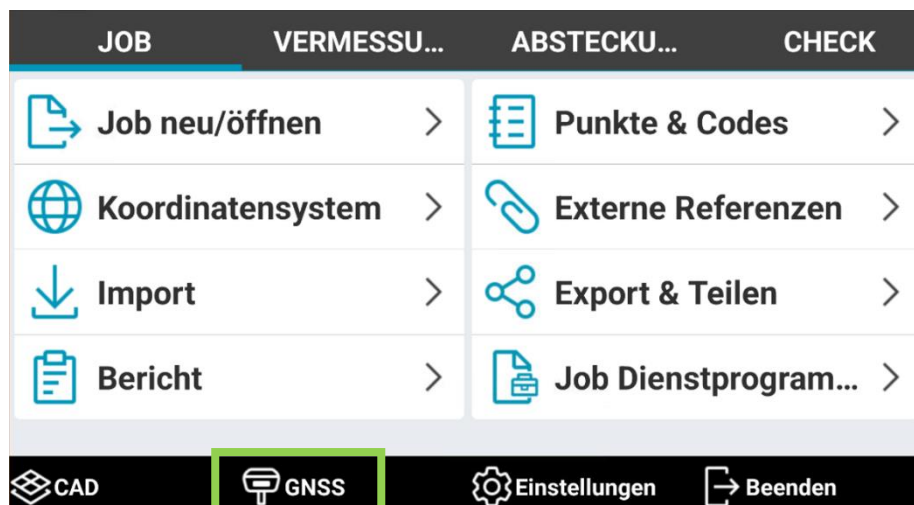 JOB VERMESSU... ABSTECKU... CHECK
Job neu/öffnen Punkte & Codes
Koordinatensystem Externe Referenzen
Import Export & Teilen
Bericht Job Dienstprogram...
CAD GNSS Einstellungen Beenden